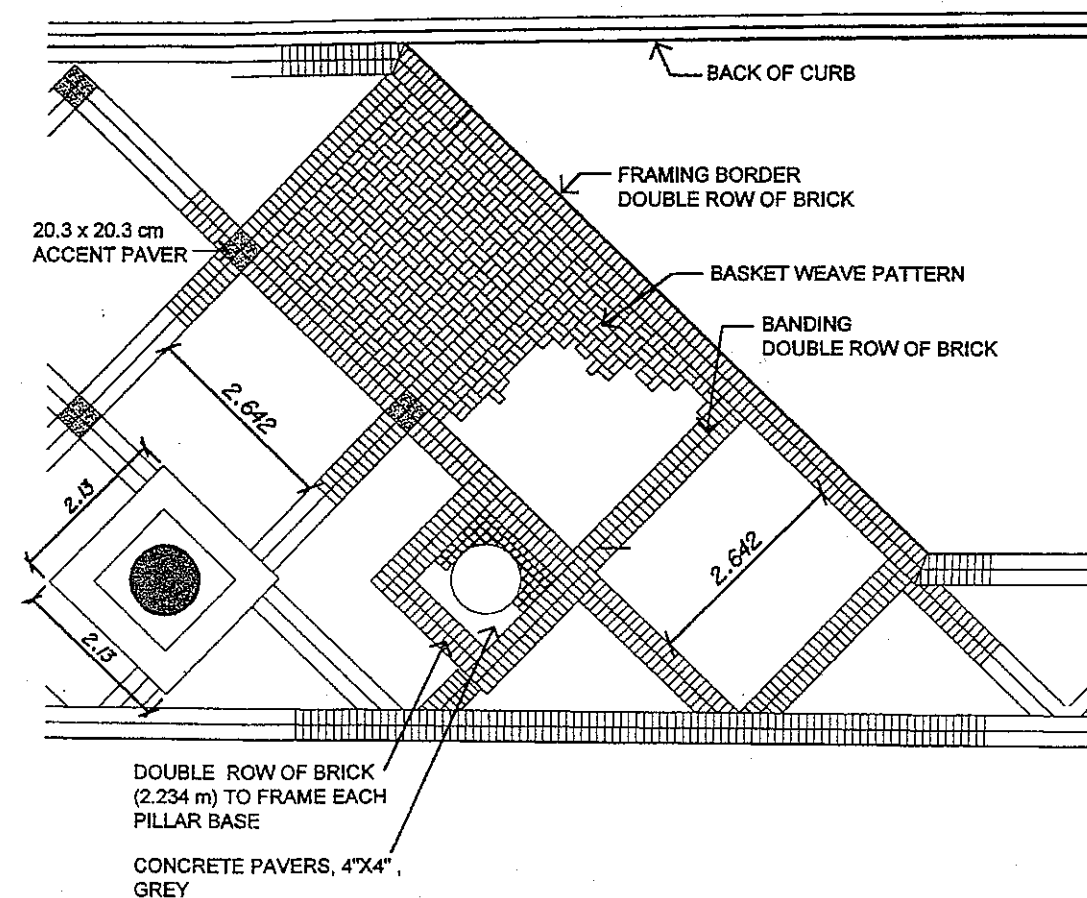 BACK OF CURB
FRAMING BORDER
DOUBLE ROW OF BRICK
20.3 x 20.3 cm
ACCENT PAVER
BASKET WEAVE PATTERN
BANDING
DOUBLE ROW OF BRICK
2.642
2.13
2.642
2.13
DOUBLE ROW OF BRICK
(2.234 m) TO FRAME EACH
PILLAR BASE
CONCRETE PAVERS, 4"X4" ,
GREY